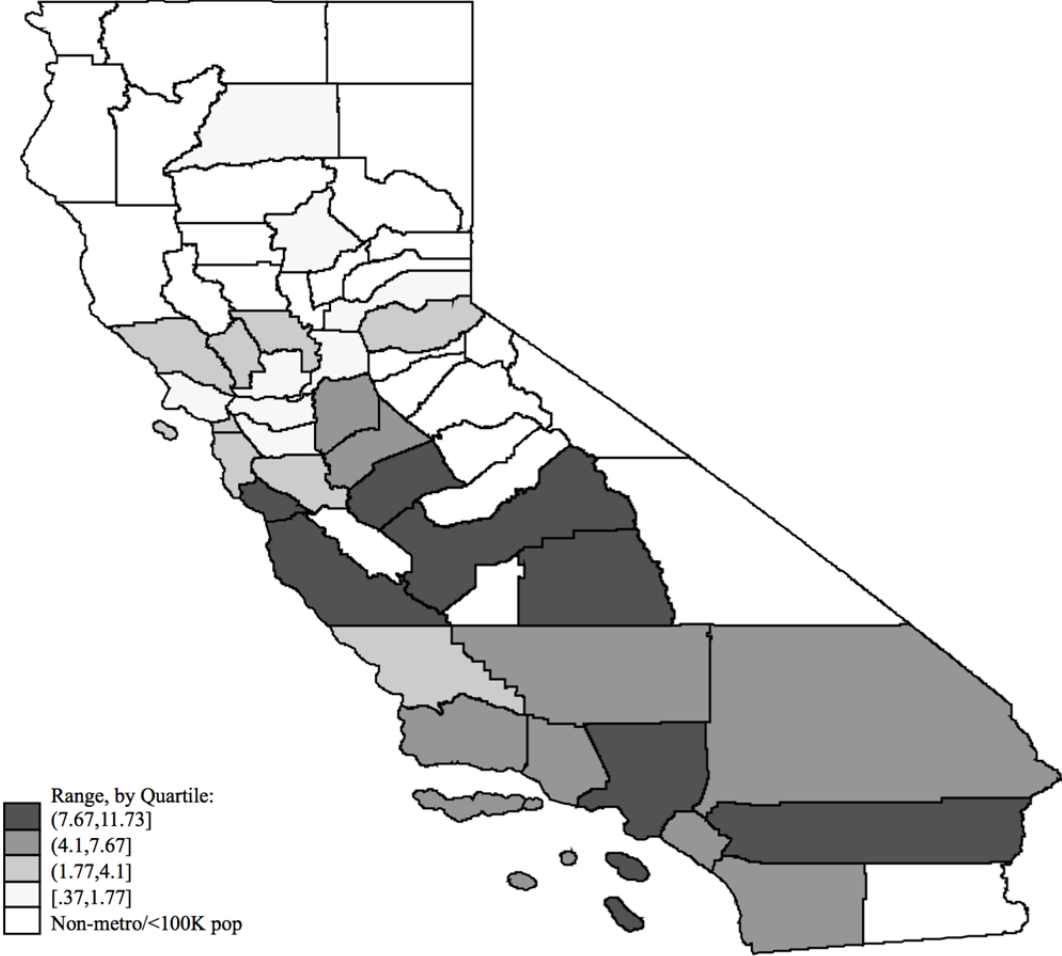 Range, by Quartile:
(7.67,11.73]
(4.1,7.67]
(1.77,4.1]
[.37,1.77]
Non-metro/<100K pop